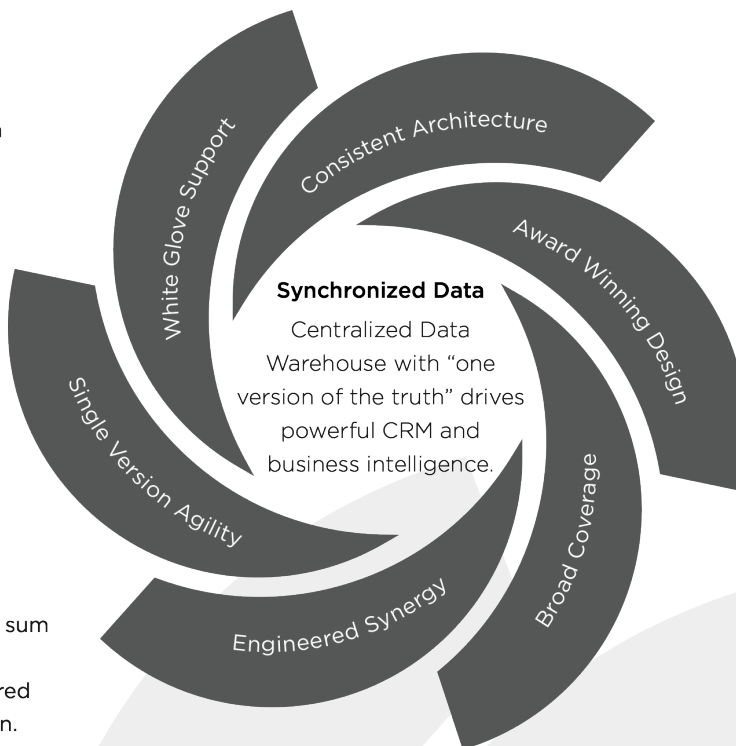 White Glove Support
Consistent Architecture
Award Winning Design
Synchronized Data
Centralized Data
Warehouse with “one
version of the truth” drives
powerful CRM and
business intelligence.
Single Version Agility
Broad Coverage
Engineered Synergy
sum
n.